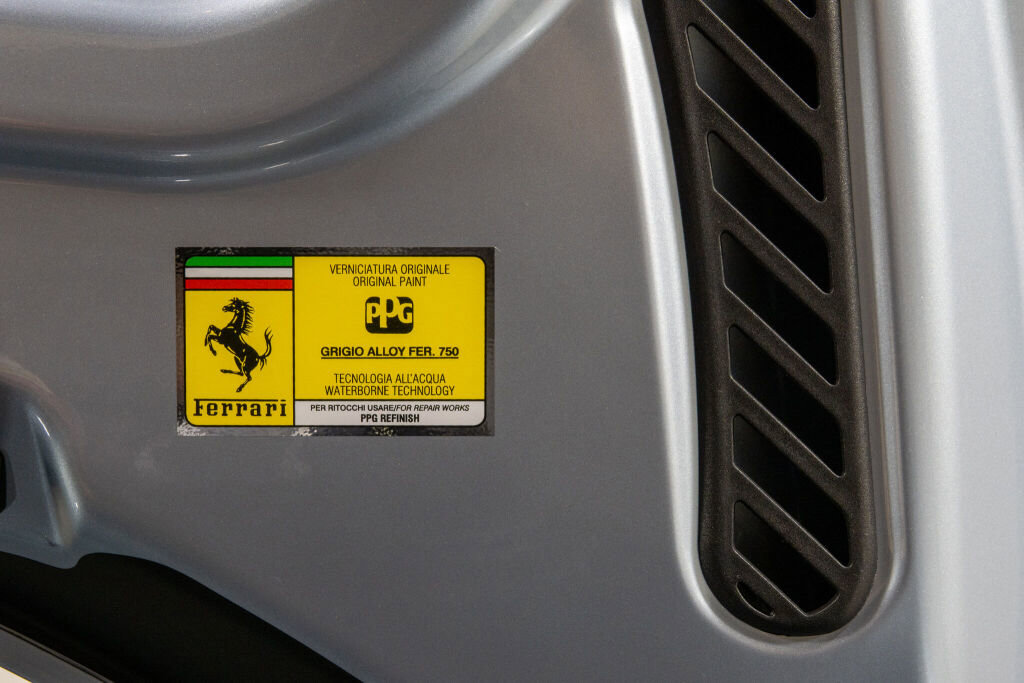 VERNICIATURA ORIGINALE
ORIGINAL PAINT
PPG
GRIGIO ALLOY FER. 750
TECNOLOGIA ALL'ACQUA
WATERBORNE TECHNOLOGY
Ferrari
PER RITOCCHI USARE/FOR REPAIR WORKS
PPG REFINISH